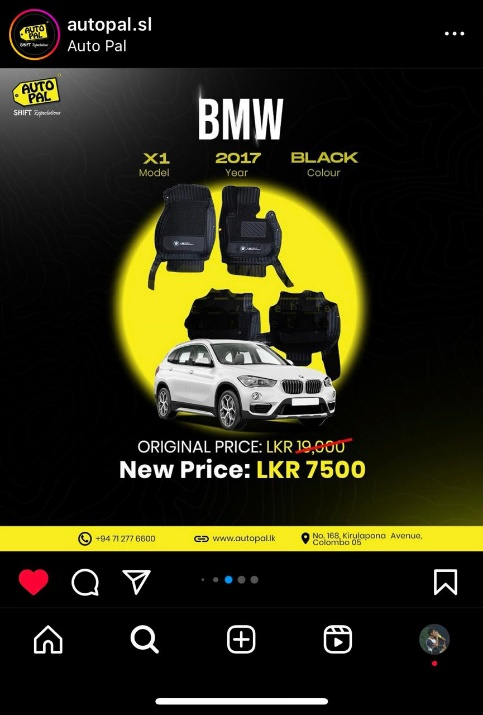 autopal.sl
Auto Pal
AUTO
PAL
SHIFT Expectations
BMW
X1 2017 BLACK
Model Year Colour
ORIGINAL PRICE: LKR 19,000
New Price: LKR 7500
+94 71 277 6600 www.autopal.lk No. 168, Kirulapona Avenue,
Colombo 05